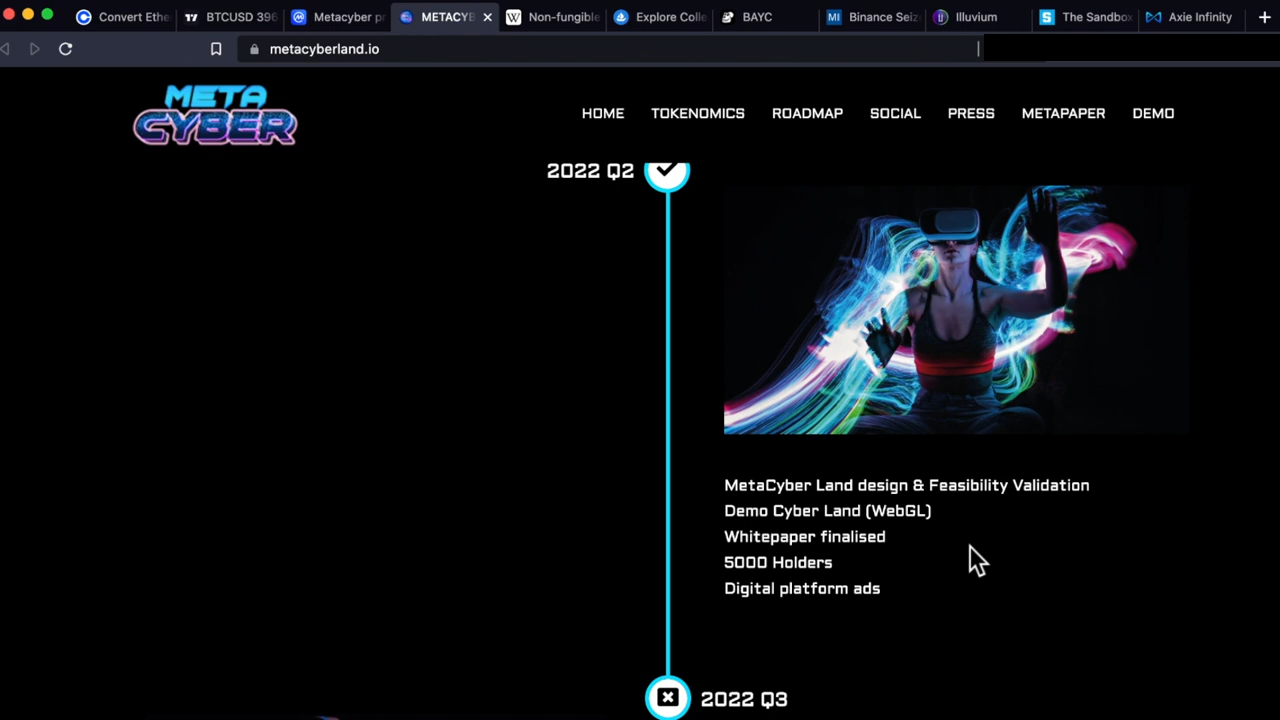 Convert Ethe
BTCUSD 396
Metacyber pr
METACYB
Non-fungible
Explore Colle
BAYC
Binance Seiz
Illuvium
The Sandbox
Axie Infinity
metacyberland.io
META
CYBER
HOME
TOKENOMICS
ROADMAP
SOCIAL
PRESS
METAPAPER
DEMO
2022 Q2
MetaCyber Land design & Feasibility Validation
Demo Cyber Land (WebGL)
Whitepaper finalised
5000 Holders
Digital platform ads
2022 Q3